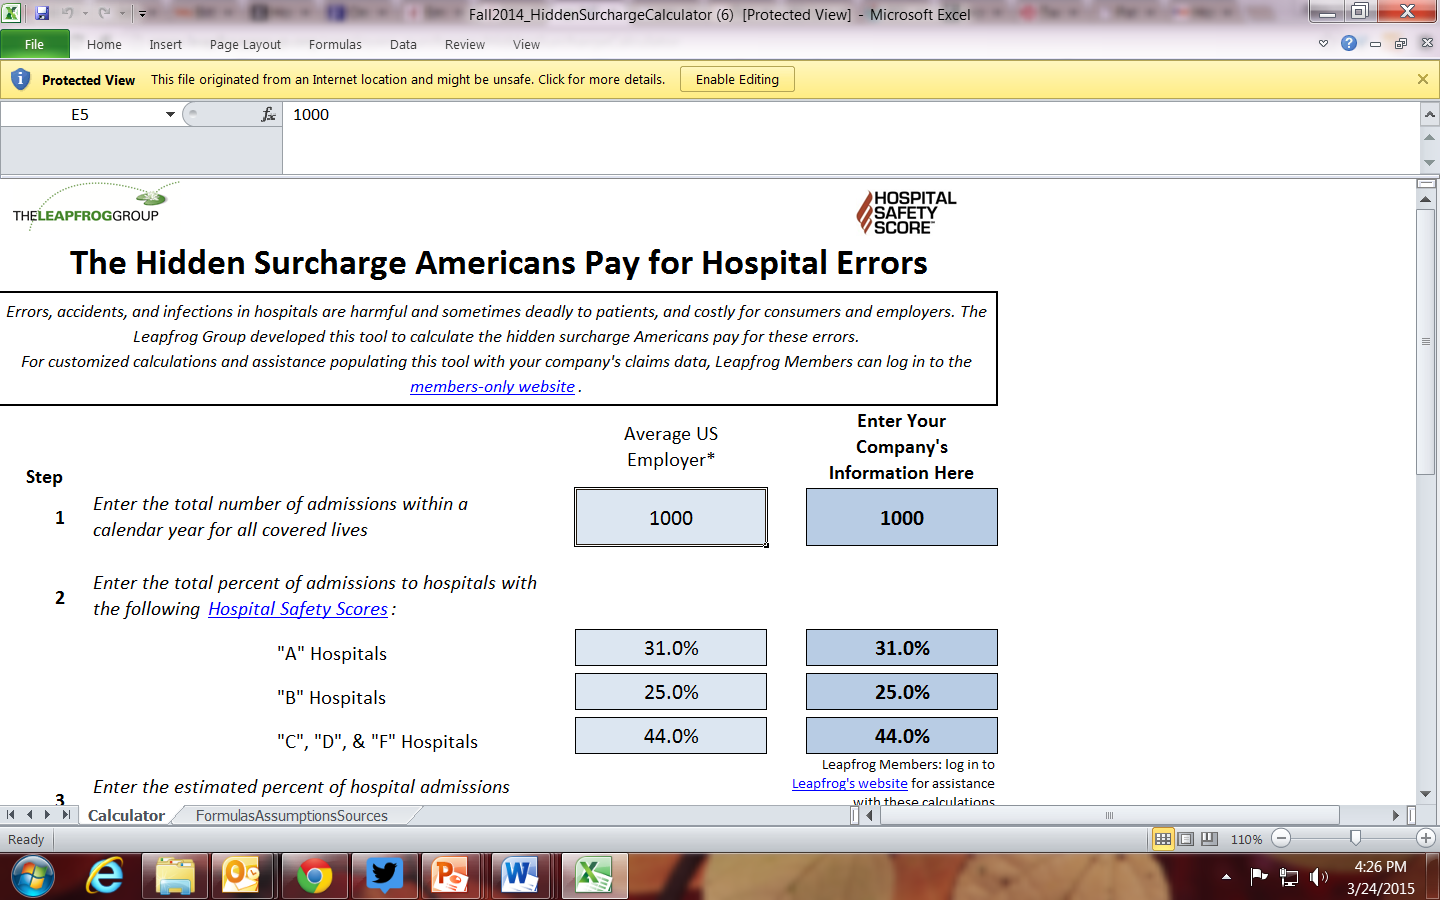 Fall2014_HiddenSurchargeCalculator (6) [Protected View] - Microsoft Excel
File Home Insert Page Layout Formulas Data Review View
Protected View This file originated from an Internet location and might be unsafe. Click for more details. Enable Editing
E5 fx 1000
THELEAPFROGGROUP
HOSPITAL
SAFETY
SCORE
The Hidden Surcharge Americans Pay for Hospital Errors
Errors, accidents, and infections in hospitals are harmful and sometimes deadly to patients, and costly for consumes and employers. The
Leapfrog Group developed this tool to calculate the hidden surcharge Americans pay for these errors.
For customized calculations and assistance populating this tool with your company's claims data, Leapfrog Members can log in to the
members-only website .
Average US
Employer*
Enter Your
Company's
Information Here
Step
1 Enter the total number of admissions within a
calendar year for all covered lives
1000 1000
2 Enter the total percent of admissions to hospitals with
the following Hospital Safety Scores :
"A" Hospitals 31.0% 31.0%
"B" Hospitals 25.0% 25.0%
"C", "D", & "F" Hospitals 44.0% 44.0%
Leapfrog Members: log in to
Leapfrog's website for assistance
with these calculations
3 Enter the estimated percent of hospital admissions
Calculator FormulasAssumptionsSources
Ready 110%
4:26 PM
3/24/2015